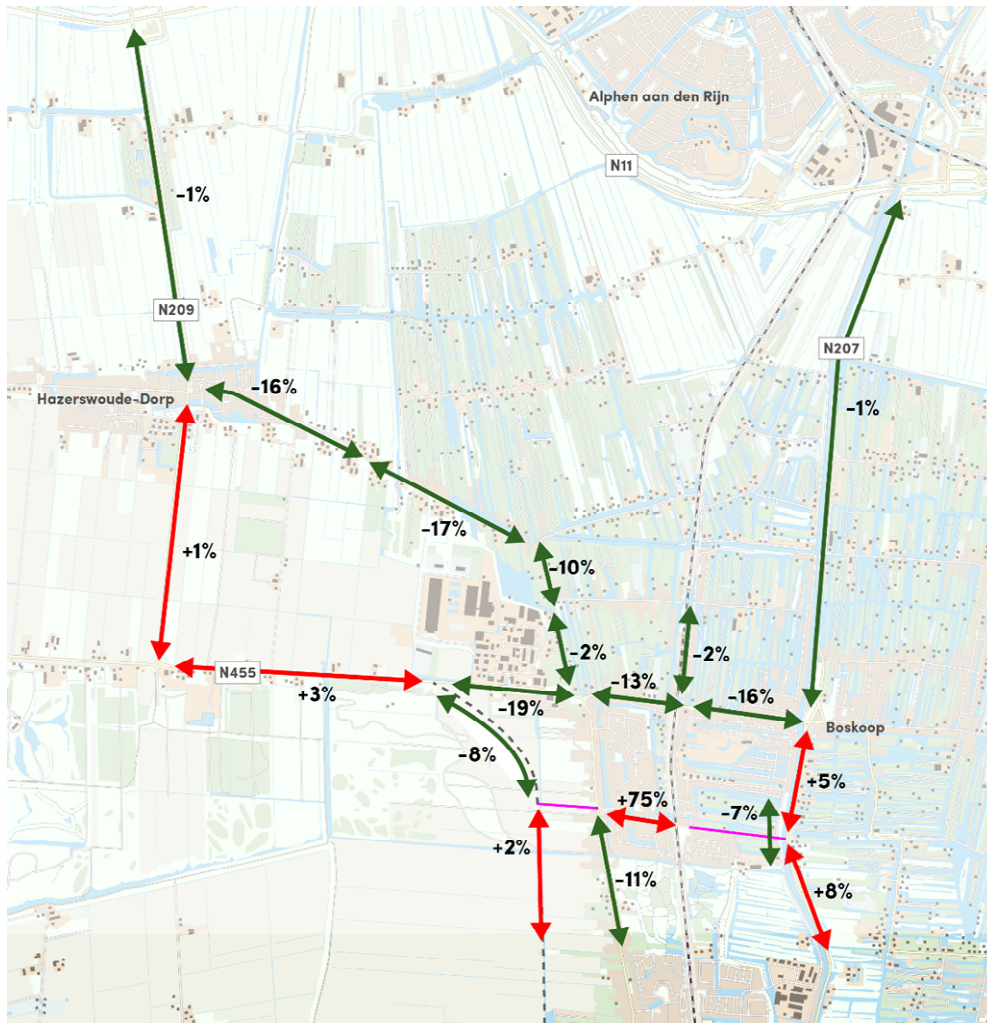 Alphen aan den Rijn
N11
-1%
N209
N207
Hazerswoude-Dorp
-16%
-1%
-17%
+1%
-10%
-2%
-2%
-13%
N455
+3%
-19%
-16%
Boskoop
-8%
+5%
+75%
-7%
+2%
-11%
+8%